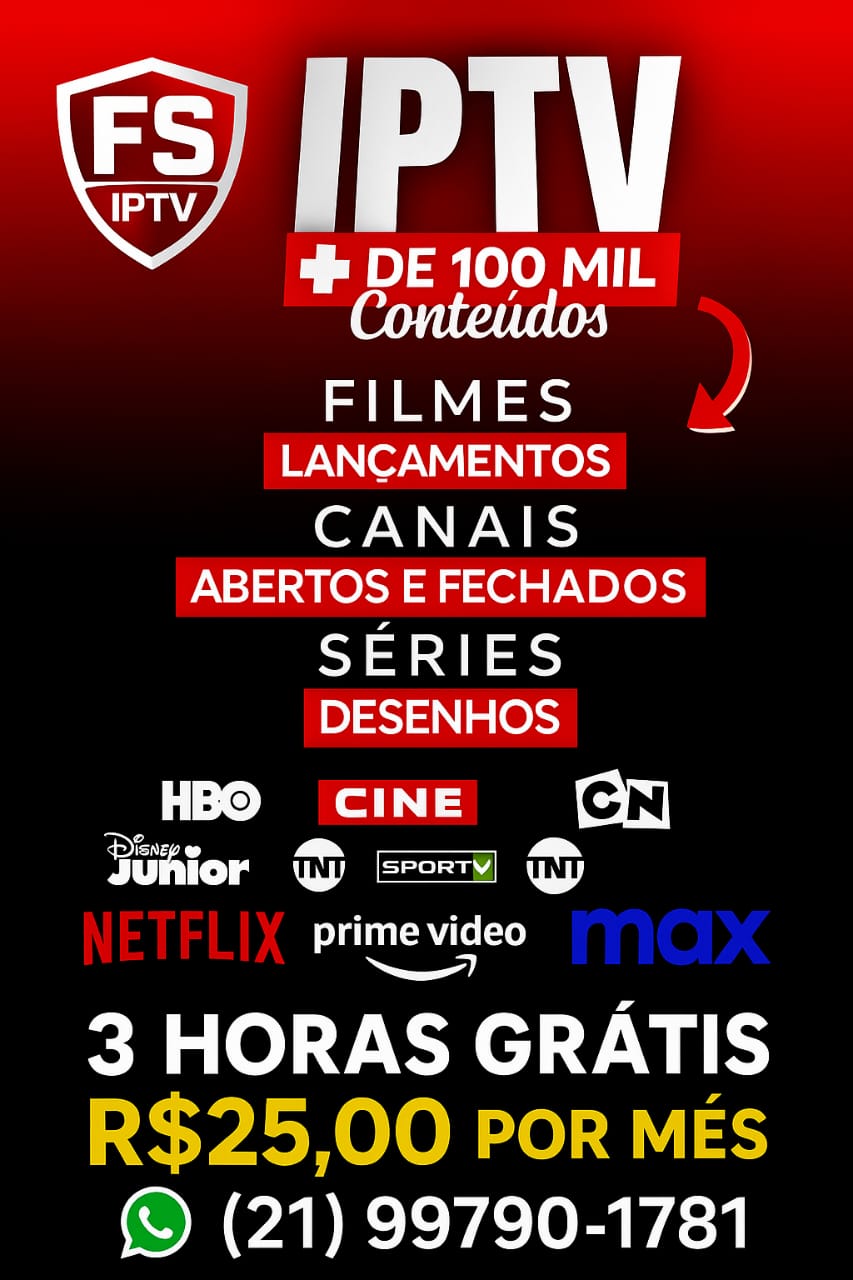 FS
IPTV
IPTV
+ DE 100 MIL
Conteúdos
FILMES
LANÇAMENTOS
CANAIS
ABERTOS E FECHADOS
SÉRIES
DESENHOS
HBO CINE CN
Disney Junior TNT SPORTV TNT
NETFLIX prime video max
3 HORAS GRÁTIS
R$25,00 POR MÉS
(21) 99790-1781